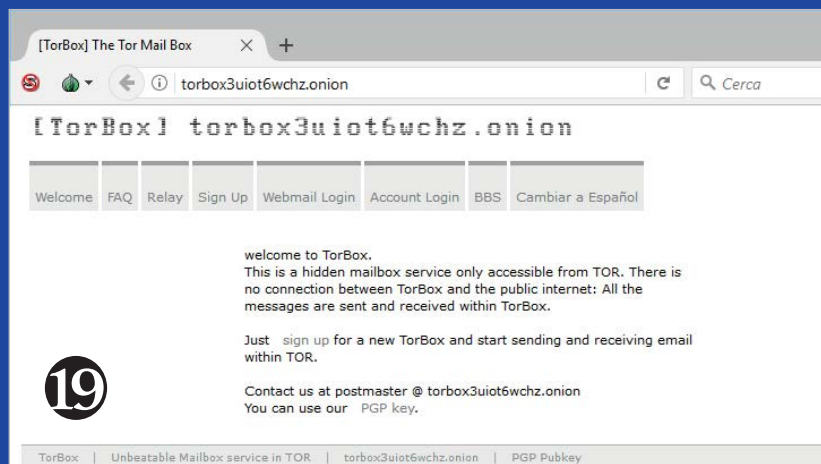 [TorBox] The Tor Mail Box
torbox3uiot6wchz.onion
Cerca
[TorBox] torbox3uiot6wchz.onion
Welcome FAQ Relay Sign Up Webmail Login Account Login BBS Cambiar a Español
welcome to TorBox.
This is a hidden mailbox service only accessible from TOR. There is
no connection between TorBox and the public internet: All the
messages are sent and received within TorBox.
Just sign up for a new TorBox and start sending and receiving email
within TOR.
Contact us at postmaster @ torbox3uiot6wchz.onion
You can use our PGP key.
19
TorBox | Unbeatable Mailbox service in TOR | torbox3uiot6wchz.onion | PGP Pubkey